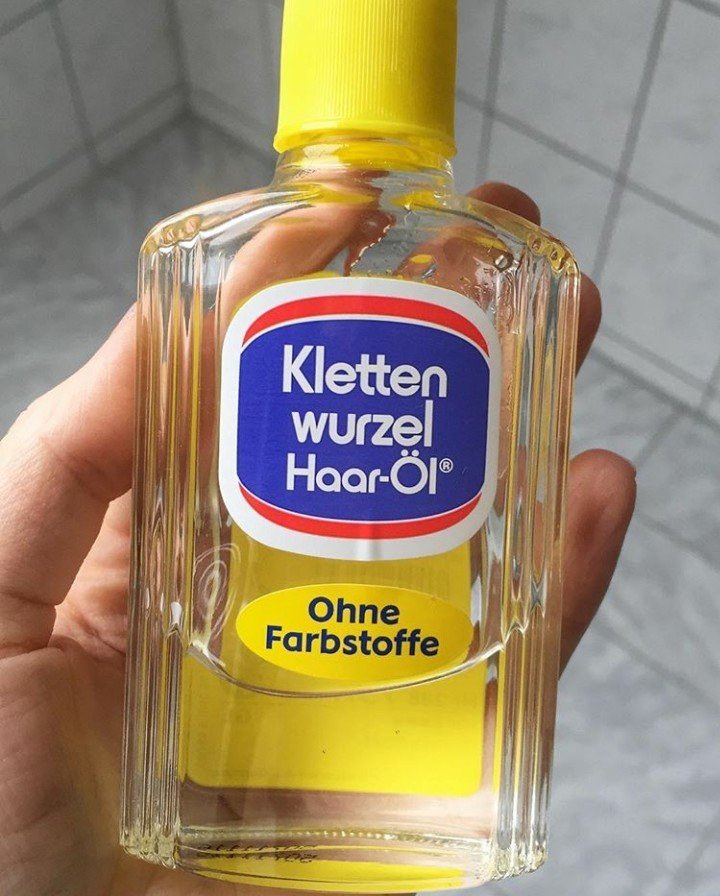 Kletten
wurzel
Haar-Öl®
Ohne
Farbstoffe